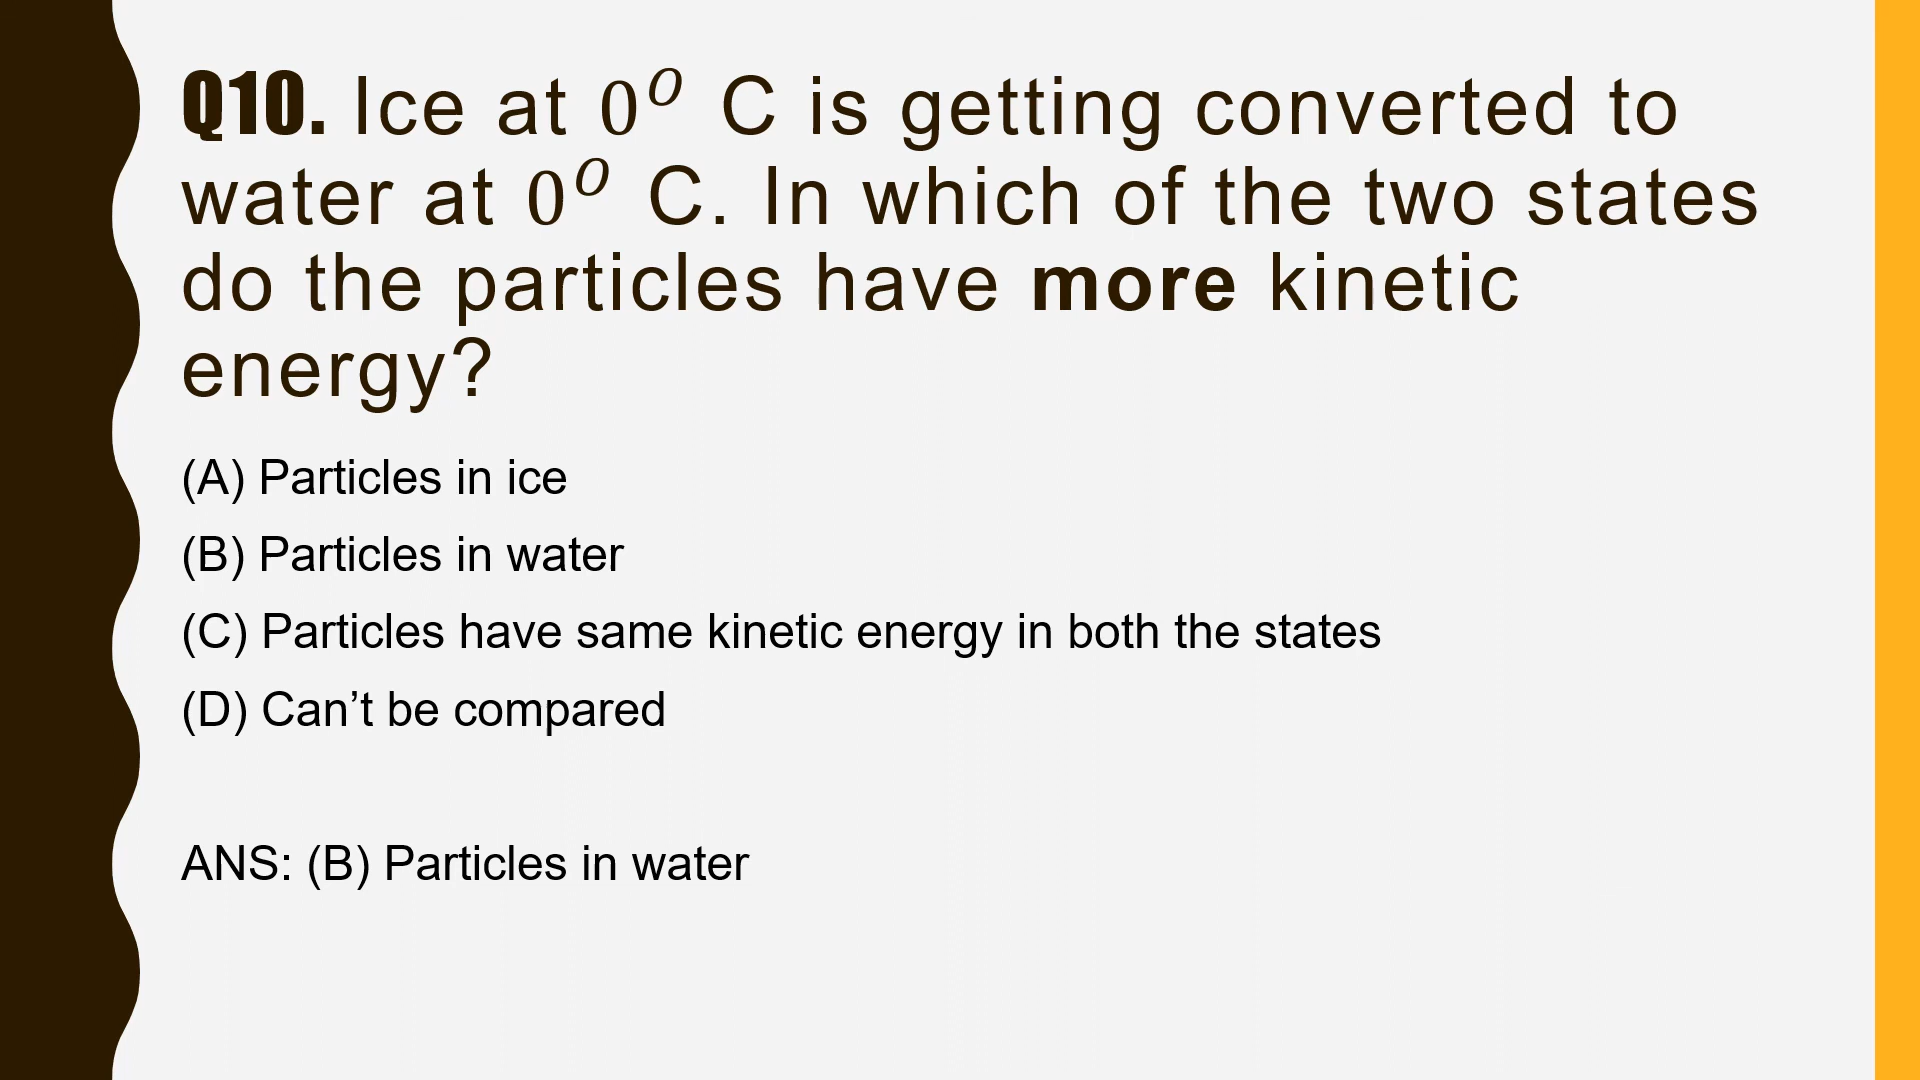 Q10. Ice at 0^O C is getting converted to
water at 0^O C. In which of the two states
do the particles have more kinetic
energy?
(A) Particles in ice
(B) Particles in water
(C) Particles have same kinetic energy in both the states
(D) Can’t be compared
ANS: (B) Particles in water